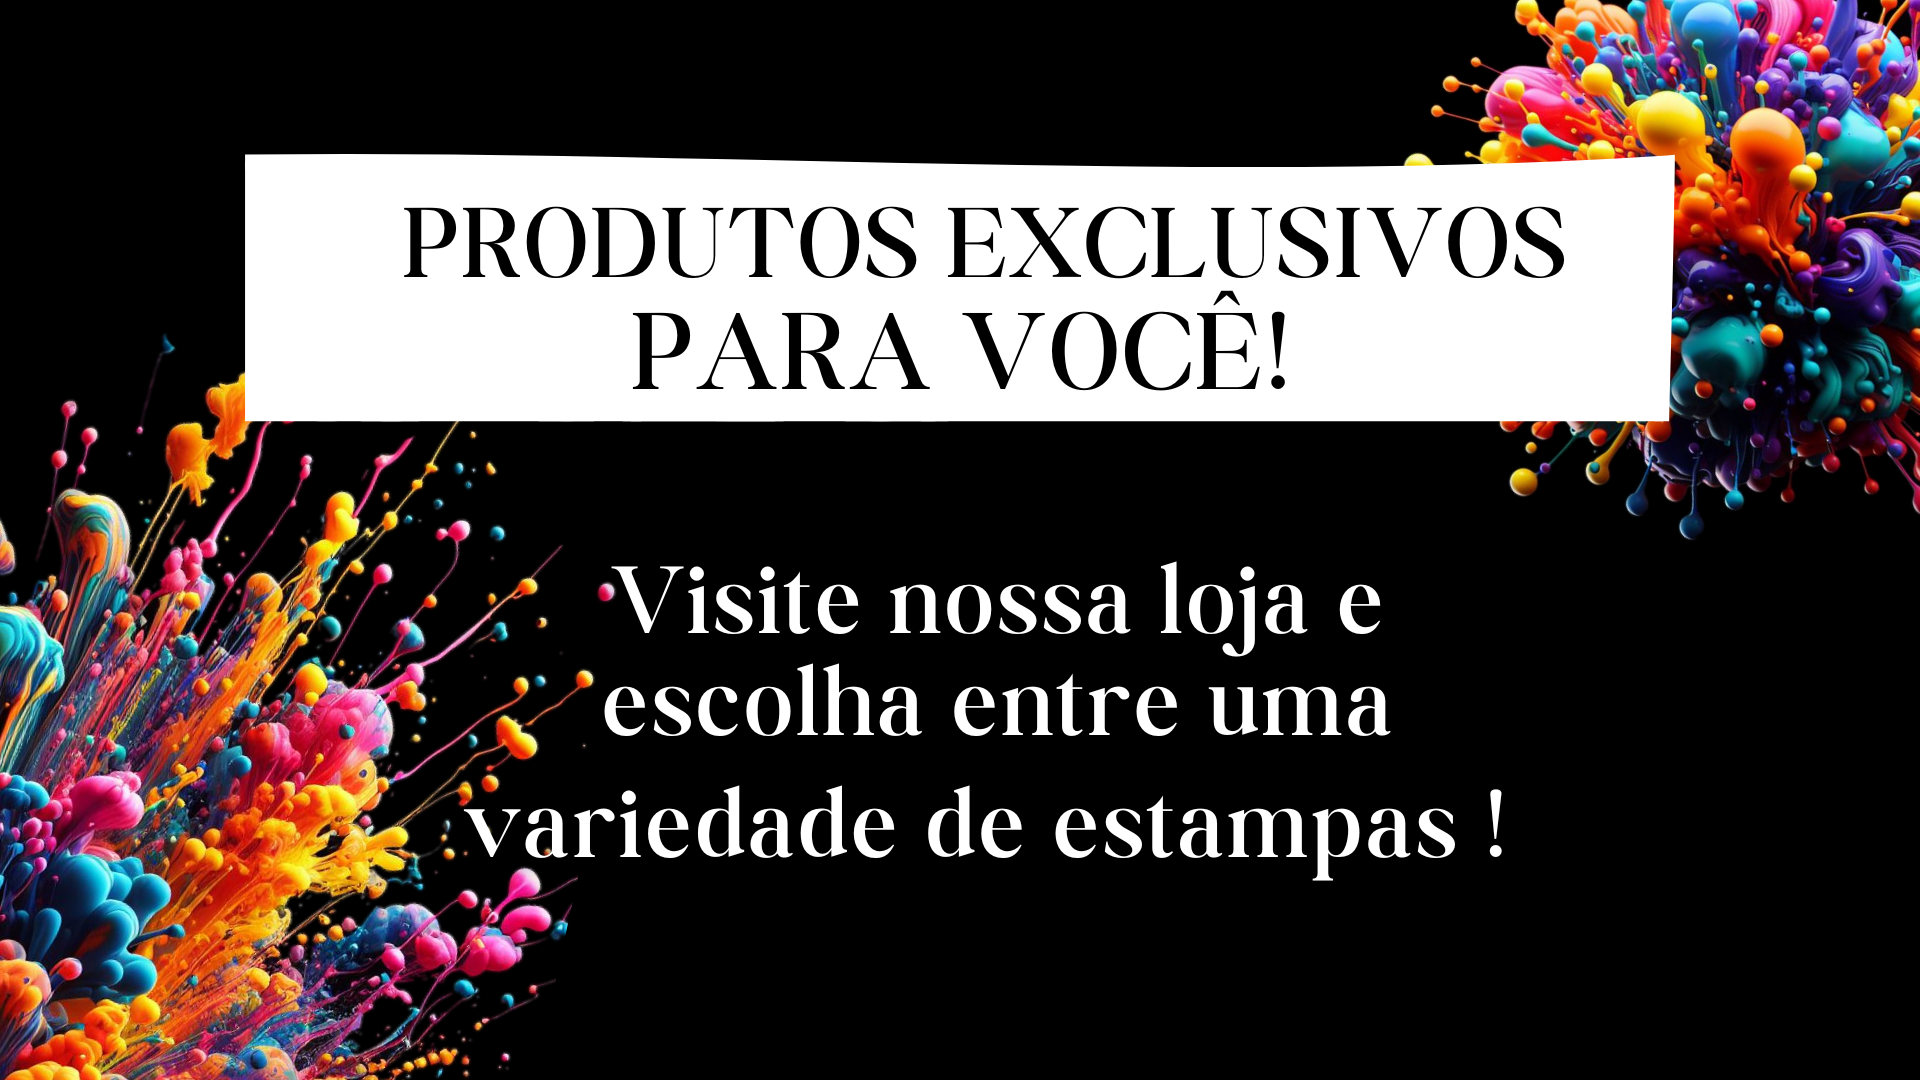 PRODUTOS EXCLUSIVOS
PARA VOCÊ!
Visite nossa loja e
escolha entre uma
variedade de estampas !